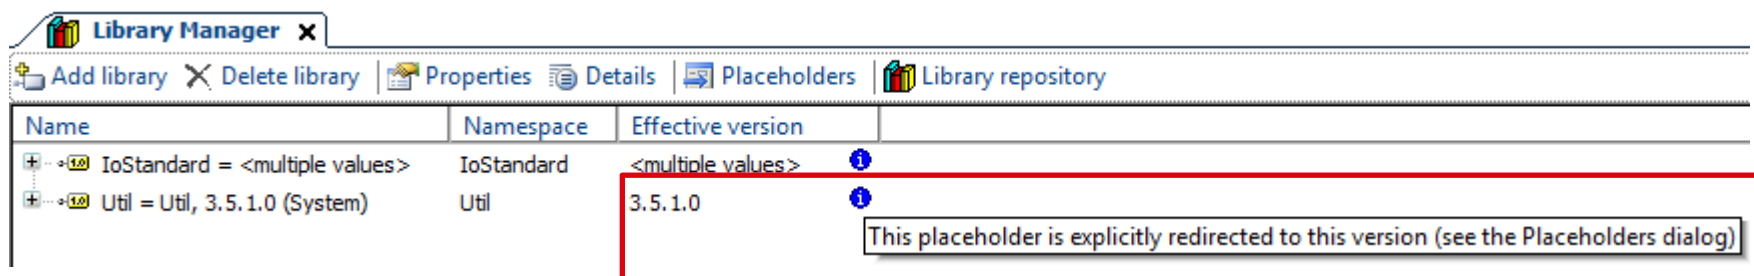 Library Manager
Add library Delete library Properties Details Placeholders Library repository
Name Namespace Effective version
IoStandard = <multiple values> IoStandard <multiple values>
Util = Util, 3.5.1.0 (System) Util 3.5.1.0
This placeholder is explicitly redirected to this version (see the Placeholders dialog)